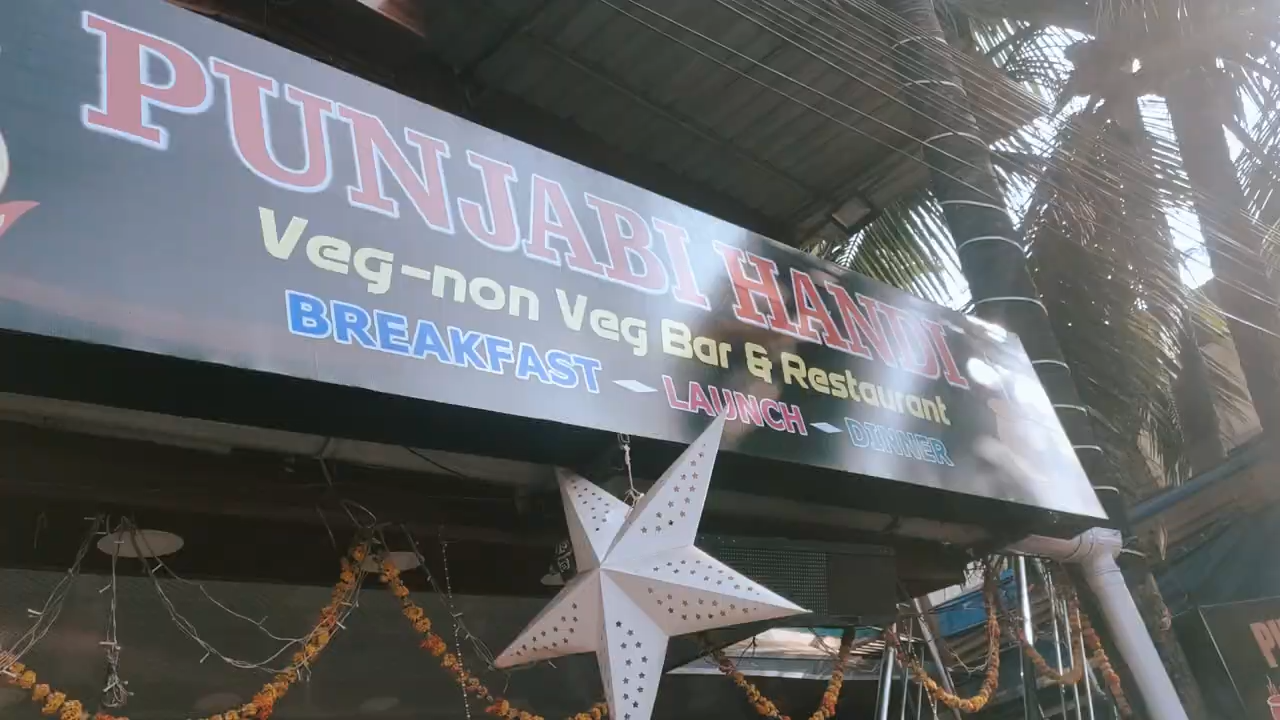 PUNJABI HANDI
Veg-non Veg Bar & Restaurant
BREAKFAST - LAUNCH - DINNER